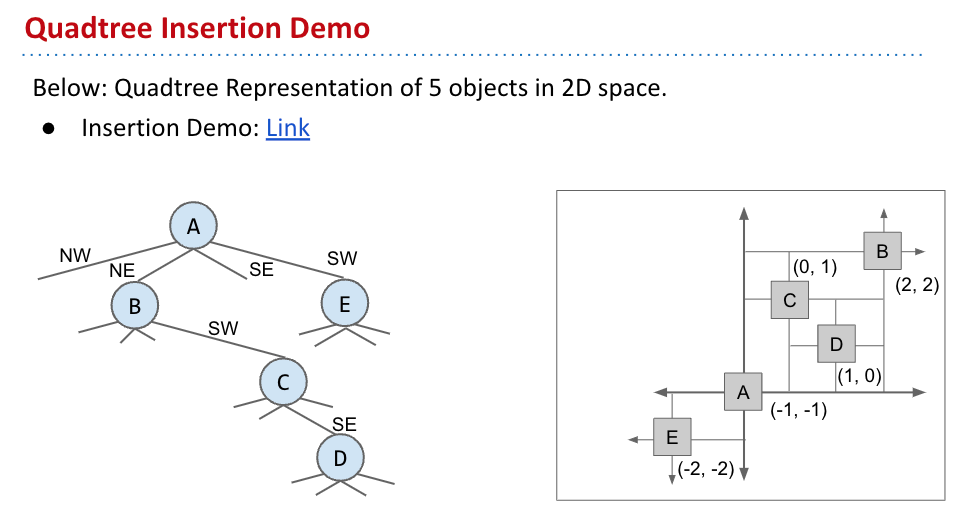 Quadtree Insertion Demo
Below: Quadtree Representation of 5 objects in 2D space.
● Insertion Demo: Link
A
NW
NE
SE
SW
B
E
SW
C
SE
D
B
(0, 1)
(2, 2)
C
D
(1, 0)
A
(-1, -1)
E
(-2, -2)